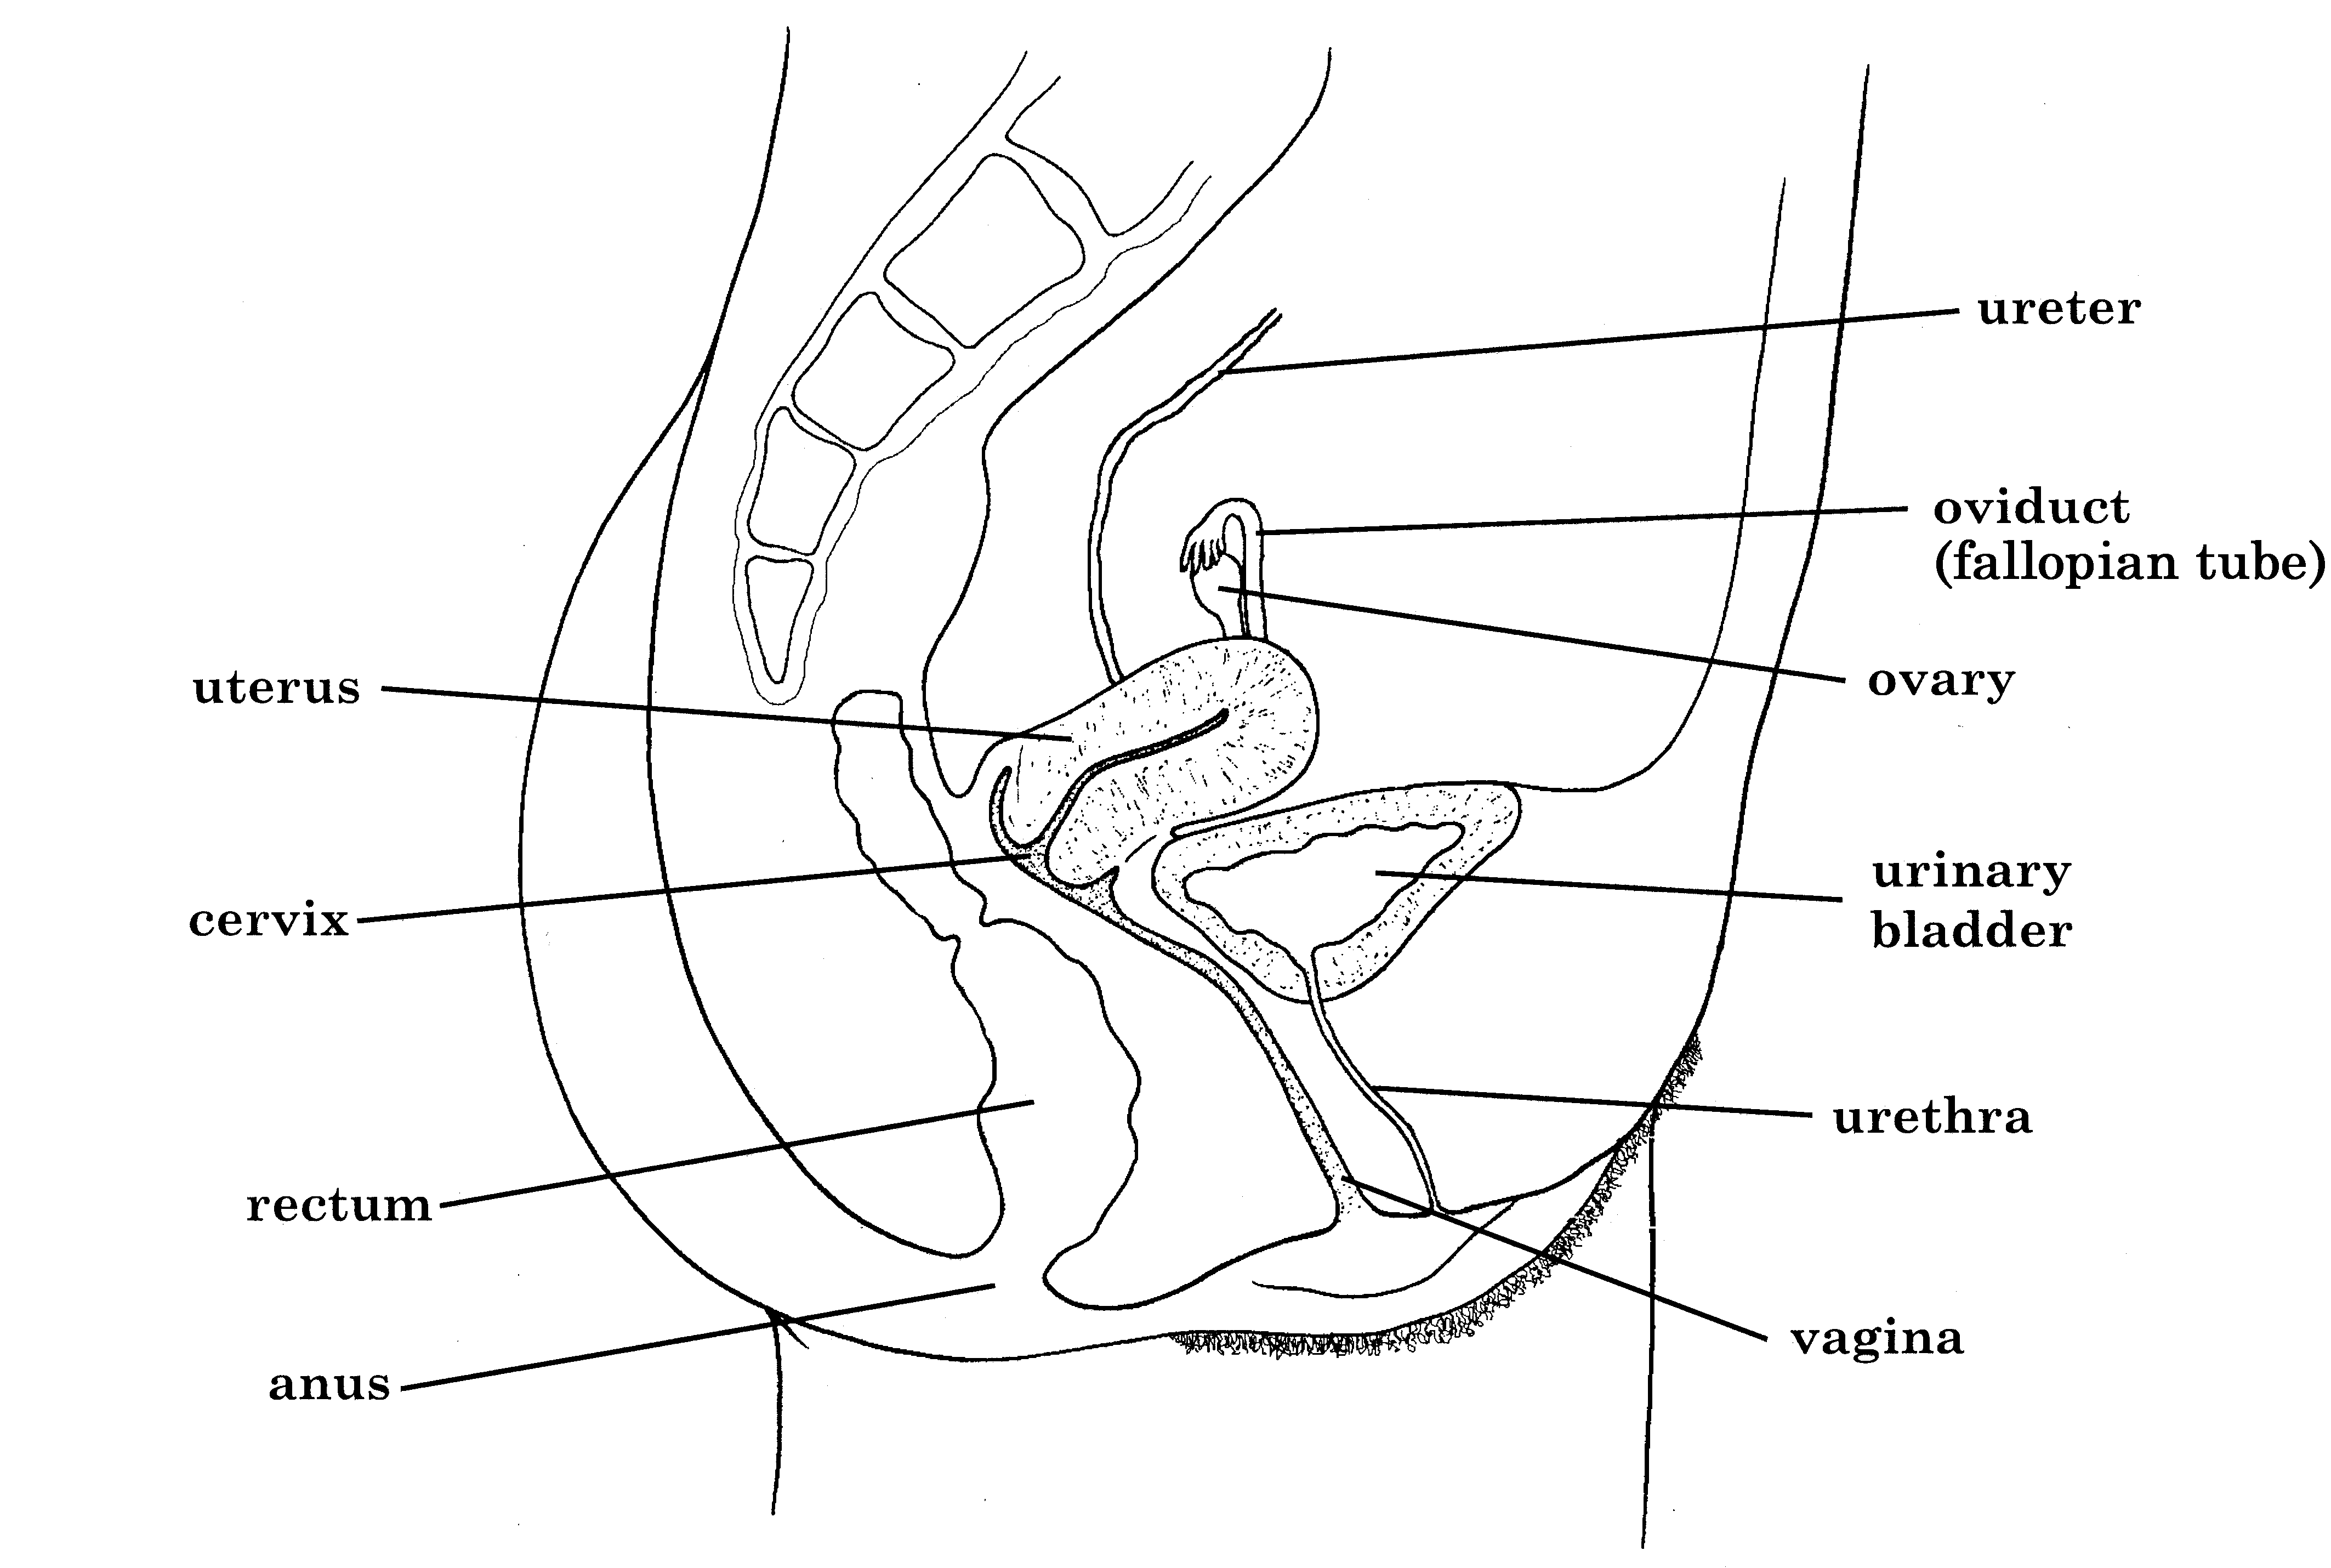 ureter
oviduct
(fallopian tube)
ovary
uterus
urinary
bladder
cervix
urethra
rectum
vagina
anus